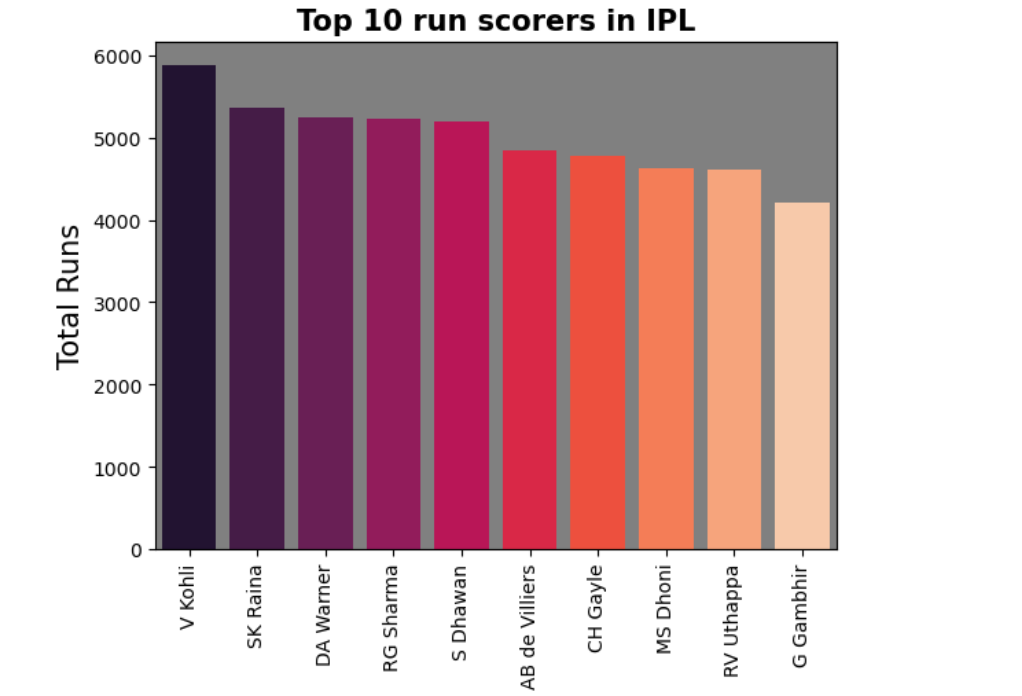 Top 10 run scorers in IPL
Total Runs
6000
5000
4000
3000
2000
1000
0
V Kohli
SK Raina
DA Warner
RG Sharma
S Dhawan
AB de Villiers
CH Gayle
MS Dhoni
RV Uthappa
G Gambhir